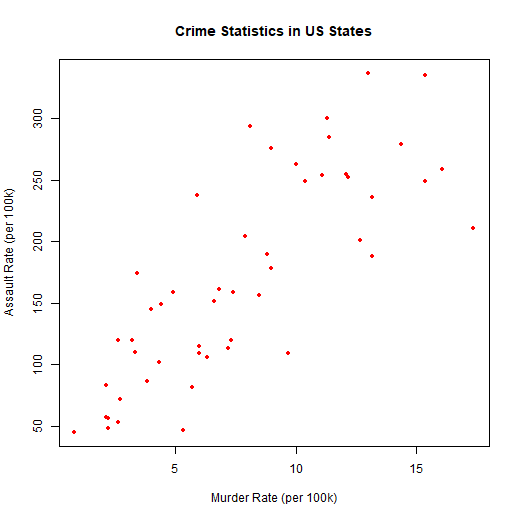 Crime Statistics in US States
Assault Rate (per 100k)
300
250
200
150
100
50
5 10 15
Murder Rate (per 100k)